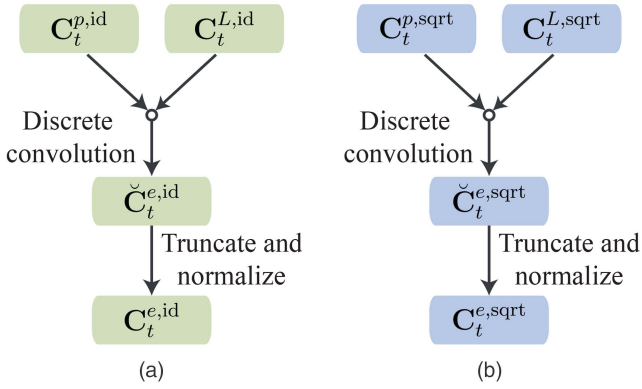 C_t^{p,id} C_t^{L,id} C_t^{p,sqrt} C_t^{L,sqrt}
Discrete convolution
Discrete convolution
C̆_t^{e,id} C̆_t^{e,sqrt}
Truncate and normalize
Truncate and normalize
C_t^{e,id} C_t^{e,sqrt}
(a) (b)